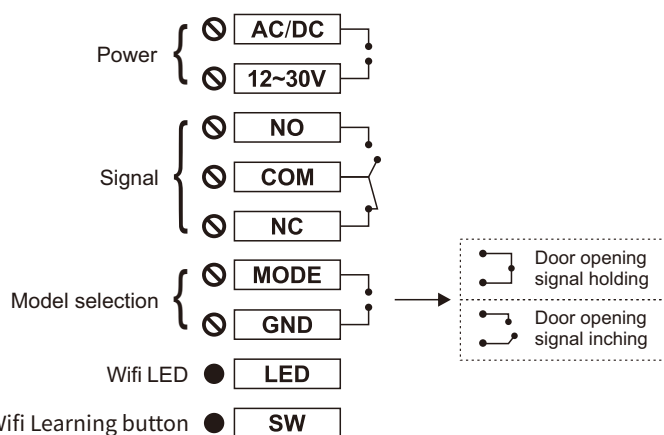 Power
AC/DC
12~30V
Signal
NO
COM
NC
Model selection
MODE
GND
Door opening
signal holding
Door opening
signal inching
Wifi LED
LED
Learning button
SW